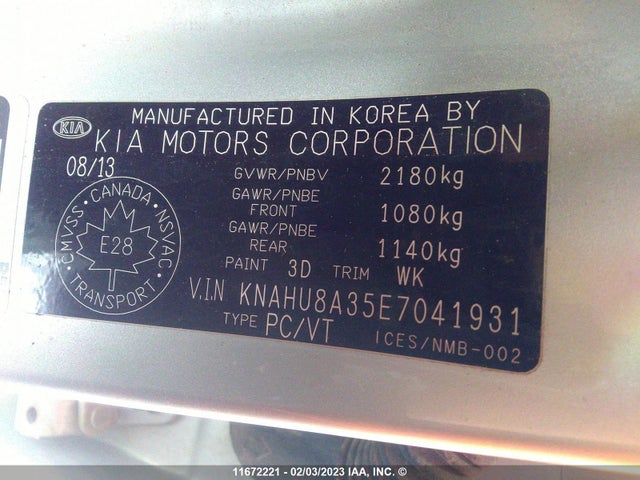 MANUFACTURED IN KOREA BY
KIA KIA MOTORS CORPORATION
08/13
GVWR/PNBV 2180kg
GAWR/PNBE
FRONT 1080kg
GAWR/PNBE
REAR 1140kg
PAINT 3D TRIM WK
CMVSS • CANADA • NSVAC • TRANSPORT •
E28
V.I.N KNAHU8A35E7041931
TYPE PC/VT ICES/NMB-002
11672221 - 02/03/2023 IAA, INC. ©